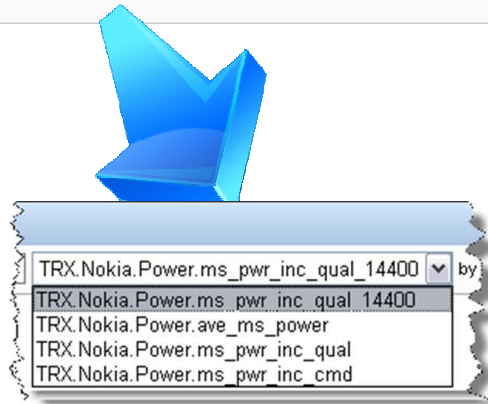 TRX.Nokia.Power.ms_pwr_inc_qual_14400 by
TRX.Nokia.Power.ms_pwr_inc_qual_14400
TRX.Nokia.Power.ave_ms_power
TRX.Nokia.Power.ms_pwr_inc_qual
TRX.Nokia.Power.ms_pwr_inc_cmd